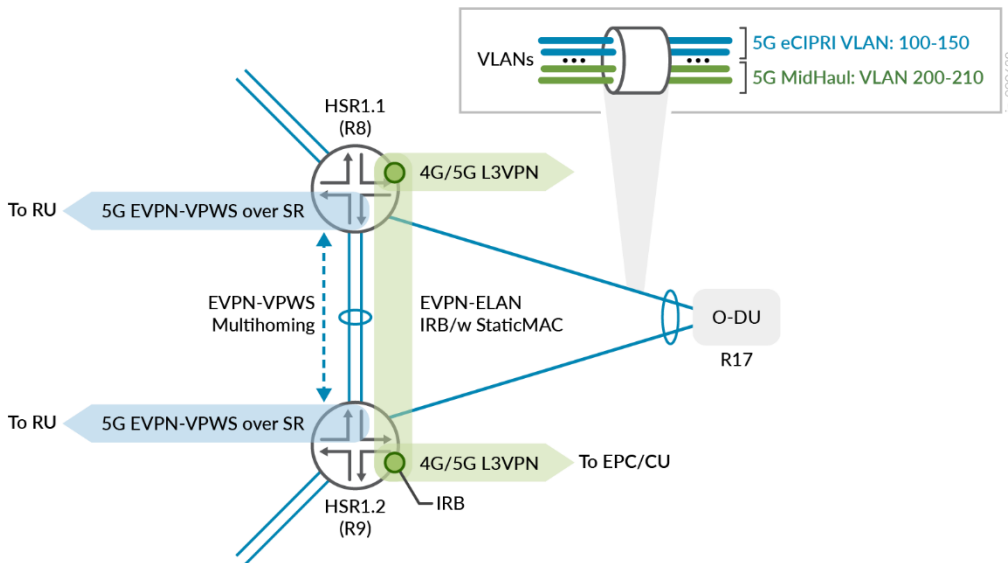 VLANs
5G eCIPRI VLAN: 100-150
5G MidHaul: VLAN 200-210
HSR1.1
(R8)
4G/5G L3VPN
To RU
5G EVPN-VPWS over SR
EVPN-VPWS
Multihoming
EVPN-ELAN
IRB/w StaticMAC
O-DU
R17
To RU
5G EVPN-VPWS over SR
4G/5G L3VPN
To EPC/CU
IRB
HSR1.2
(R9)